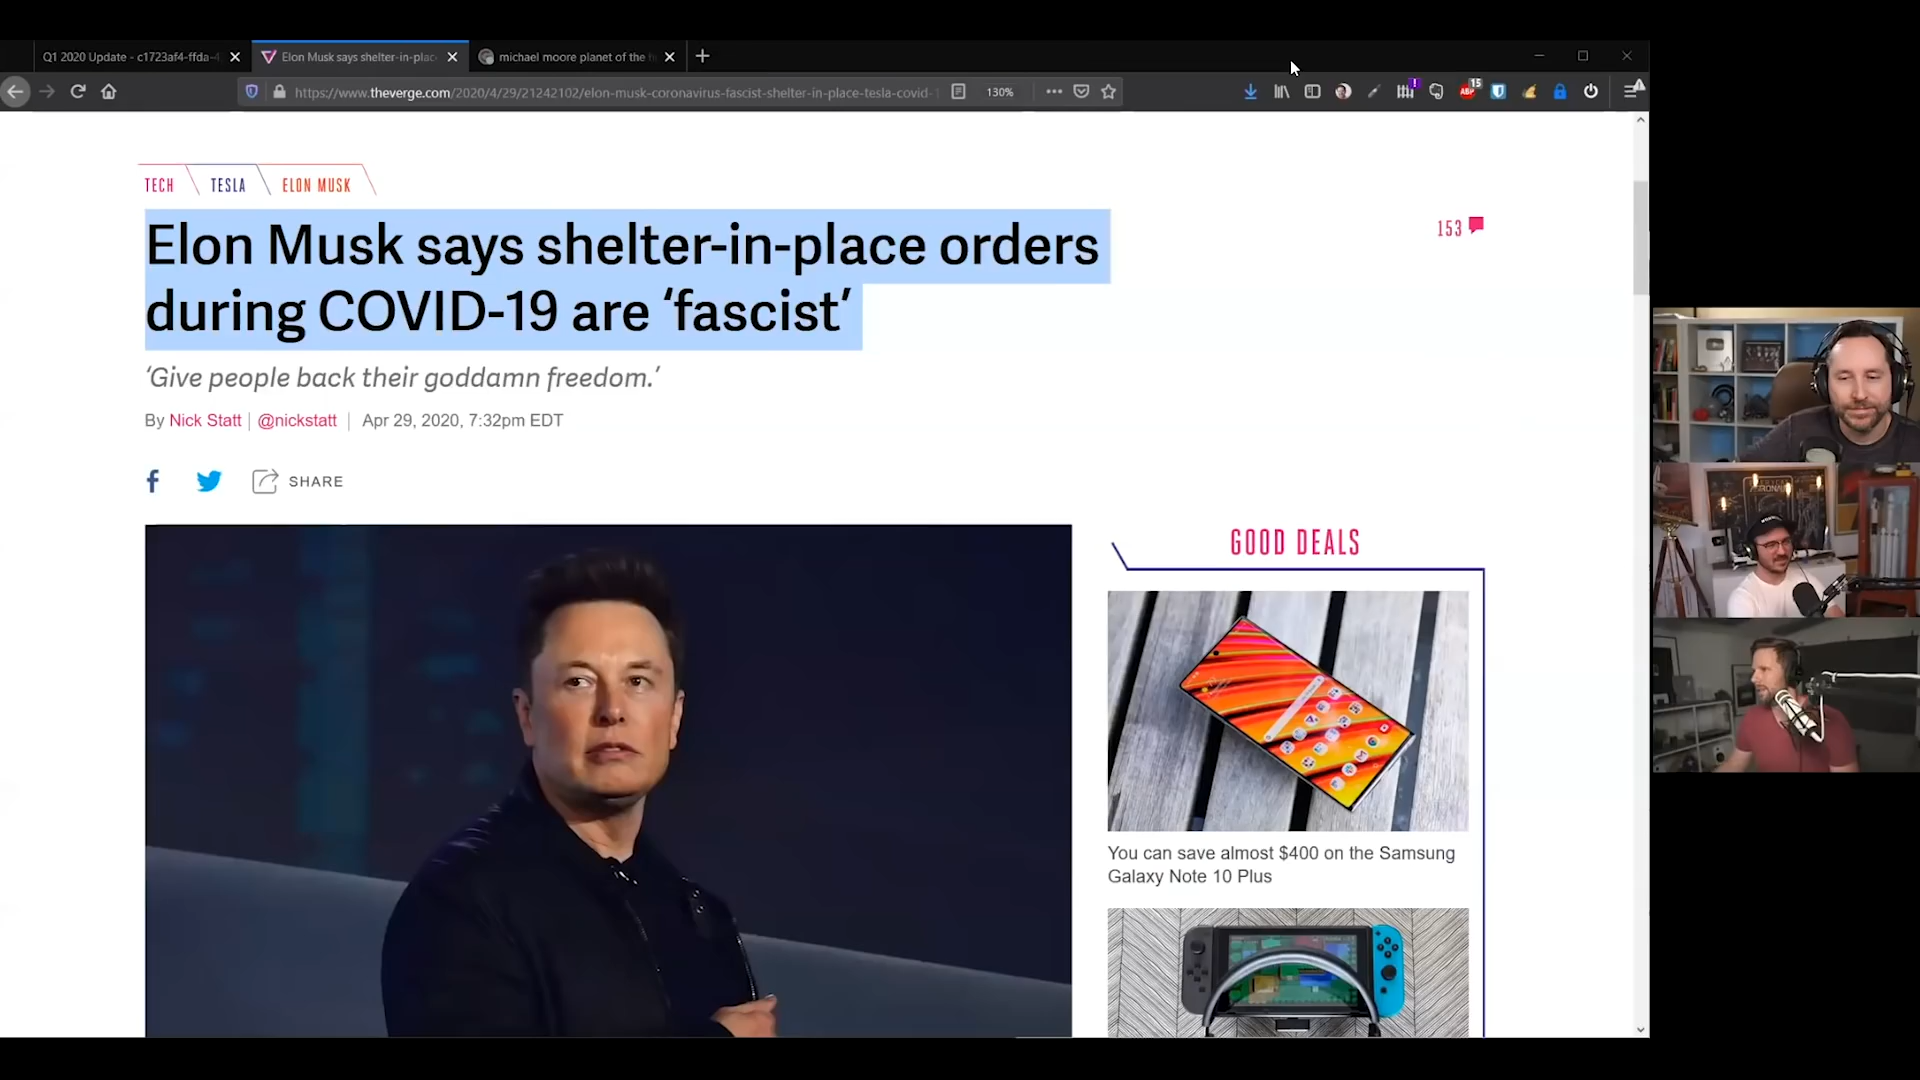 Q1 2020 Update - c1723af4-ffda-4
Elon Musk says shelter-in-plac
michael moore planet of the
https://www.theverge.com/2020/4/29/21242102/elon-musk-coronavirus-fascist-shelter-in-place-tesla-covid-1
130%
15
TECH
TESLA
ELON MUSK
Elon Musk says shelter-in-place orders
during COVID-19 are ‘fascist’
153
‘Give people back their goddamn freedom.’
By Nick Statt
@nickstatt
Apr 29, 2020, 7:32pm EDT
SHARE
GOOD DEALS
You can save almost $400 on the Samsung
Galaxy Note 10 Plus